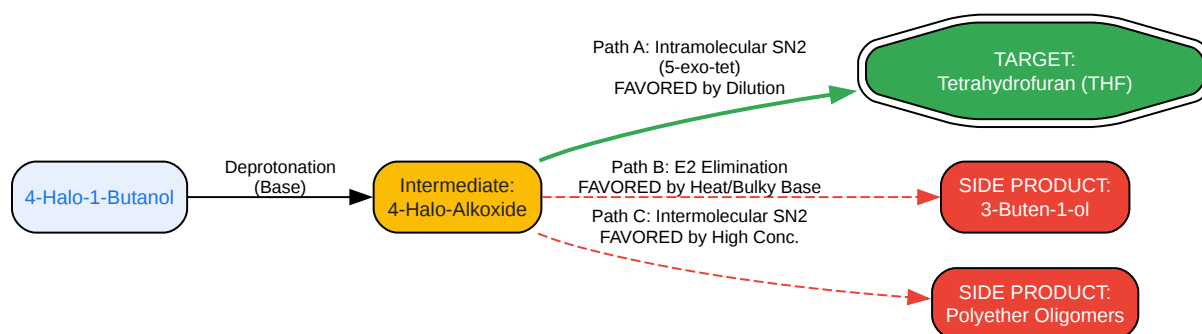 Path A: Intramolecular SN2
(5-exo-tet)
FAVORED by Dilution
TARGET:
Tetrahydrofuran (THF)
4-Halo-1-Butanol
Deprotonation
(Base)
Intermediate:
4-Halo-Alkoxide
Path B: E2 Elimination
FAVORED by Heat/Bulky Base
SIDE PRODUCT:
3-Buten-1-ol
Path C: Intermolecular SN2
FAVORED by High Conc.
SIDE PRODUCT:
Polyether Oligomers